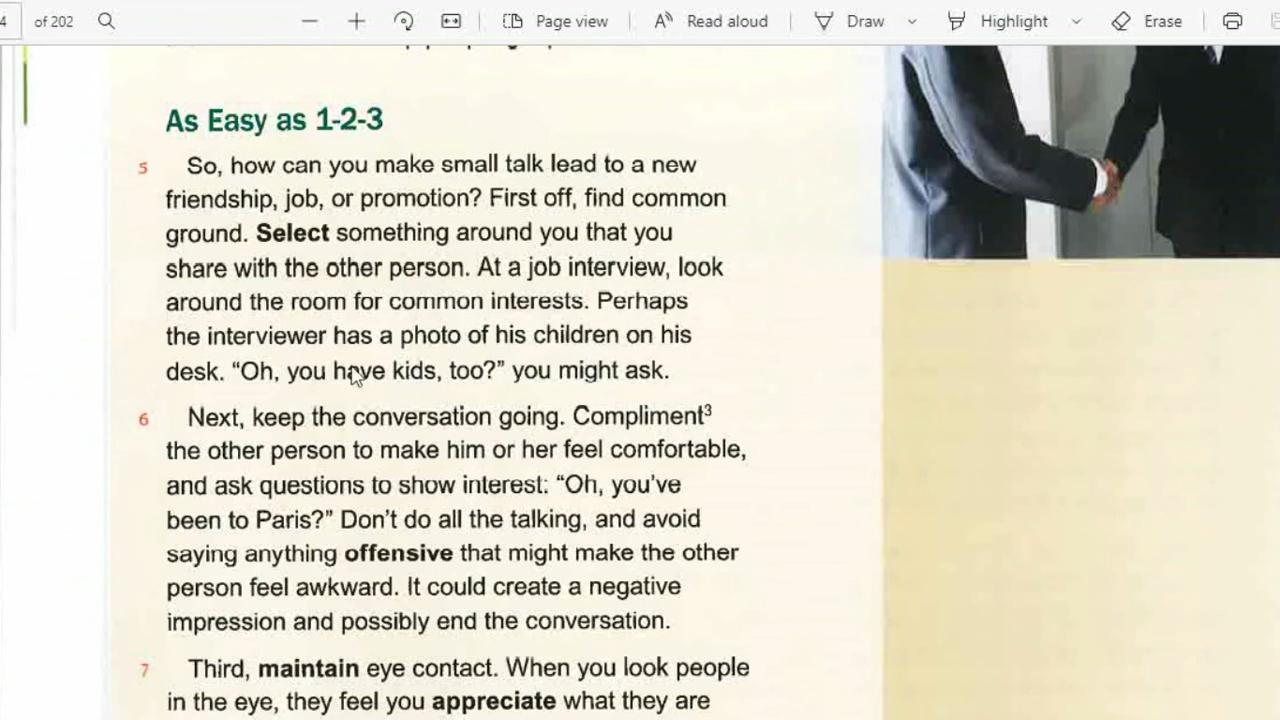 4 of 202 Page view Read aloud Draw Highlight Erase
As Easy as 1-2-3
5 So, how can you make small talk lead to a new
friendship, job, or promotion? First off, find common
ground. Select something around you that you
share with the other person. At a job interview, look
around the room for common interests. Perhaps
the interviewer has a photo of his children on his
desk. “Oh, you have kids, too?” you might ask.
6 Next, keep the conversation going. Compliment³
the other person to make him or her feel comfortable,
and ask questions to show interest: “Oh, you’ve
been to Paris?” Don’t do all the talking, and avoid
saying anything offensive that might make the other
person feel awkward. It could create a negative
impression and possibly end the conversation.
7 Third, maintain eye contact. When you look people
in the eye, they feel you appreciate what they are